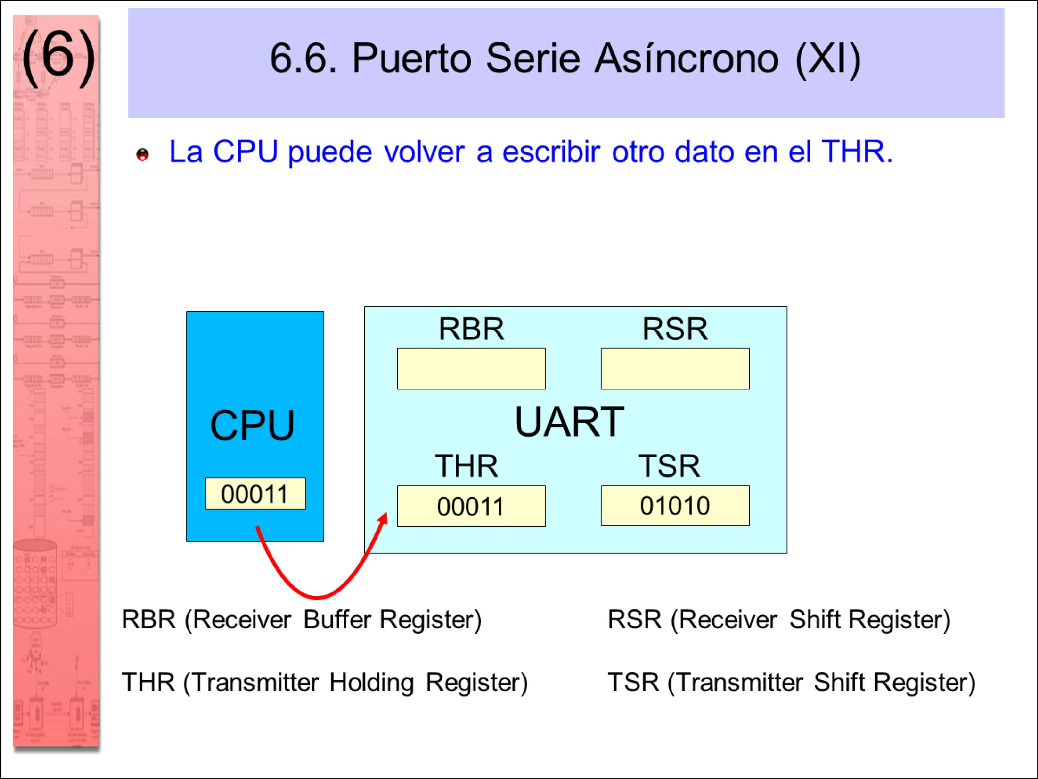 (6)
6.6. Puerto Serie Asíncrono (XI)
La CPU puede volver a escribir otro dato en el THR.
RBR RSR
CPU
UART
THR TSR
00011
00011
01010
RBR (Receiver Buffer Register)
RSR (Receiver Shift Register)
THR (Transmitter Holding Register)
TSR (Transmitter Shift Register)